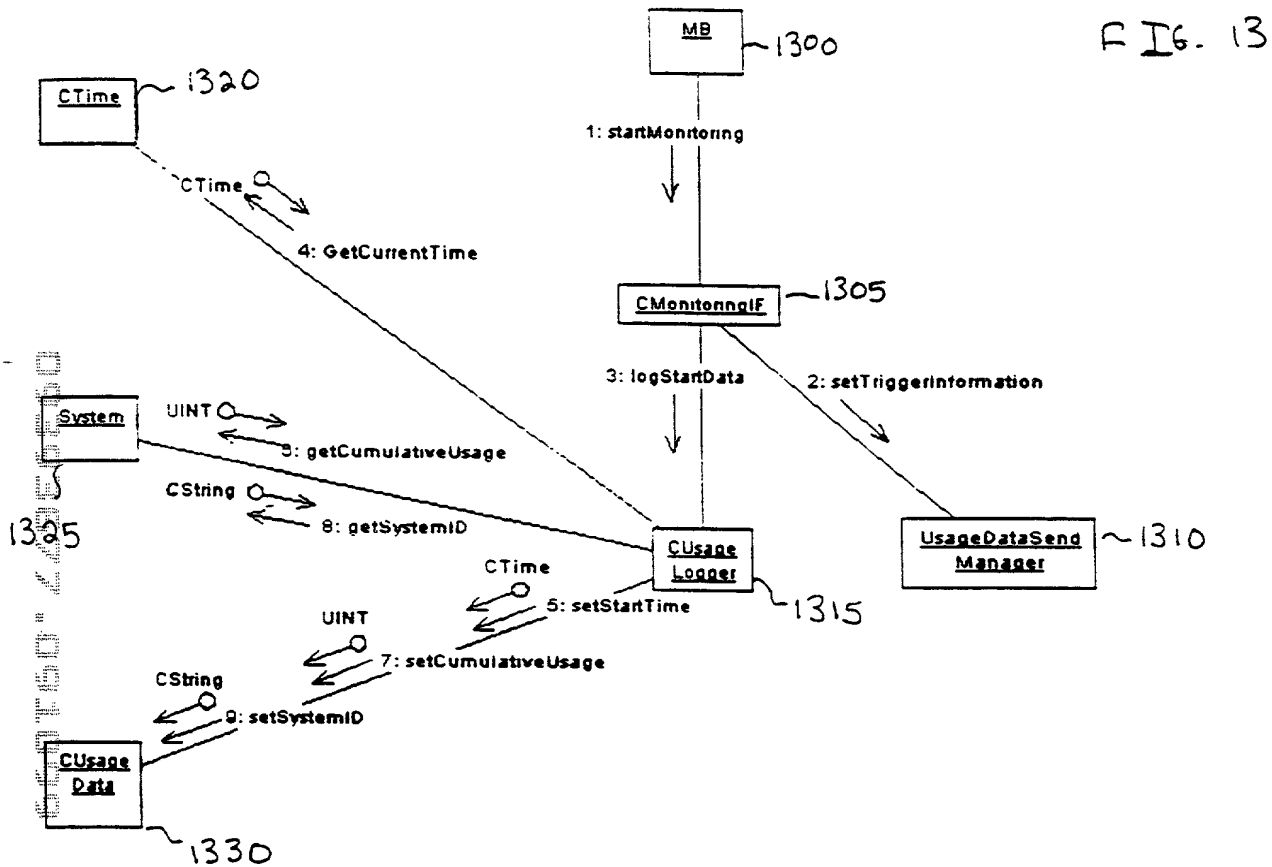 FIG. 13
MB
1300
CTime
1320
1: startMonitoring
CTime
4: GetCurrentTime
CMonitoringIF
1305
3: logStartData
2: setTriggerInformation
System
1325
UINT
getCumulativeUsage
CString
8: getSystemID
CUsage
Logger
1315
UsageDataSend
Manager
1310
CTime
5: setStartTime
UINT
7: setCumulativeUsage
CString
9: setSystemID
CUsage
Data
1330